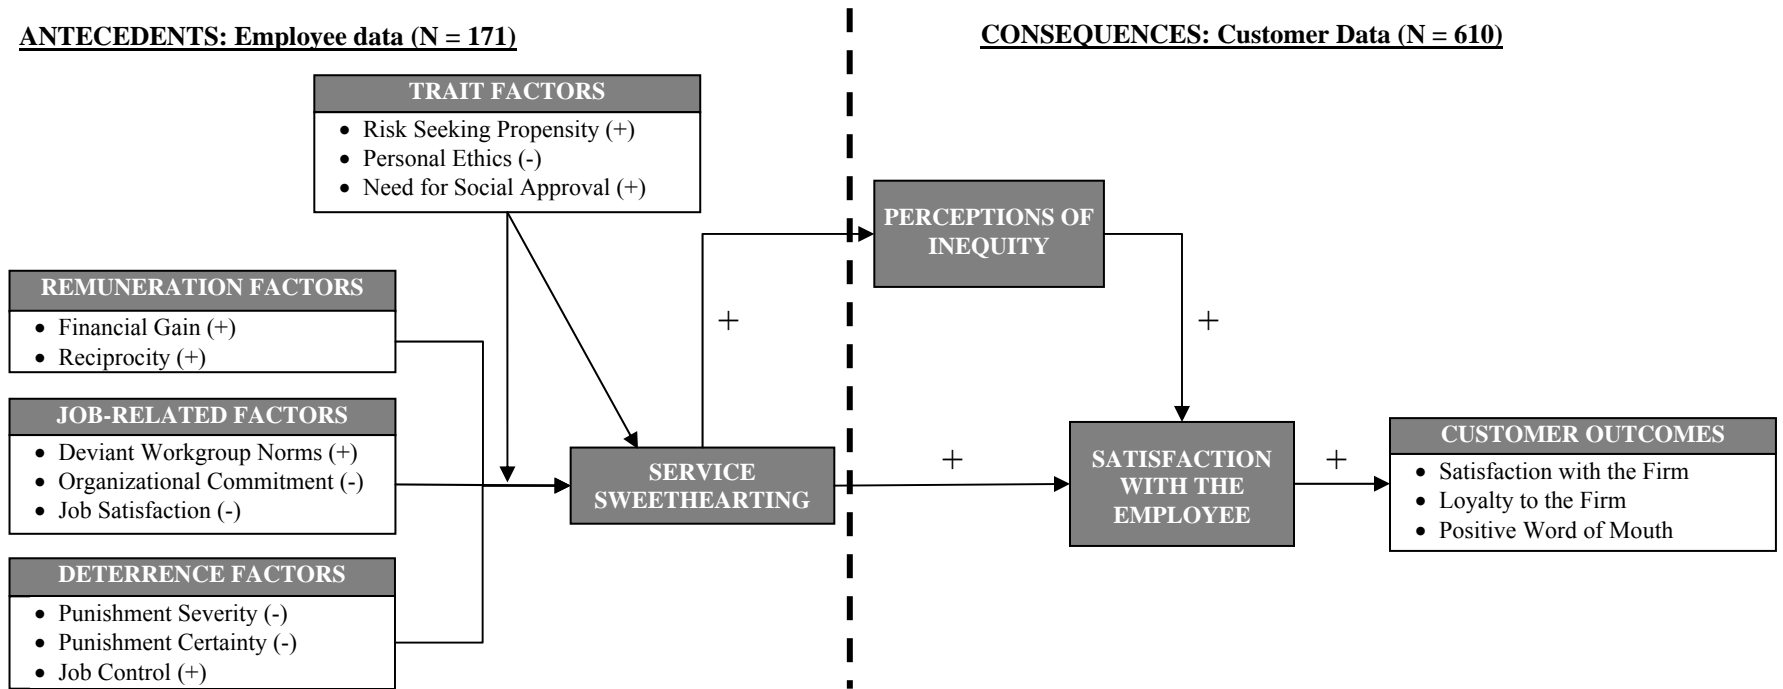 ANTECEDENTS: Employee data (N = 171)
CONSEQUENCES: Customer Data (N = 610)
TRAIT FACTORS
• Risk Seeking Propensity (+)
• Personal Ethics (-)
• Need for Social Approval (+)
REMUNERATION FACTORS
• Financial Gain (+)
• Reciprocity (+)
JOB-RELATED FACTORS
• Deviant Workgroup Norms (+)
• Organizational Commitment (-)
• Job Satisfaction (-)
DETERRENCE FACTORS
• Punishment Severity (-)
• Punishment Certainty (-)
• Job Control (+)
SERVICE
SWEETHEARTING
+
PERCEPTIONS OF
INEQUITY
+
+
SATISFACTION
WITH THE
EMPLOYEE
+
CUSTOMER OUTCOMES
• Satisfaction with the Firm
• Loyalty to the Firm
• Positive Word of Mouth